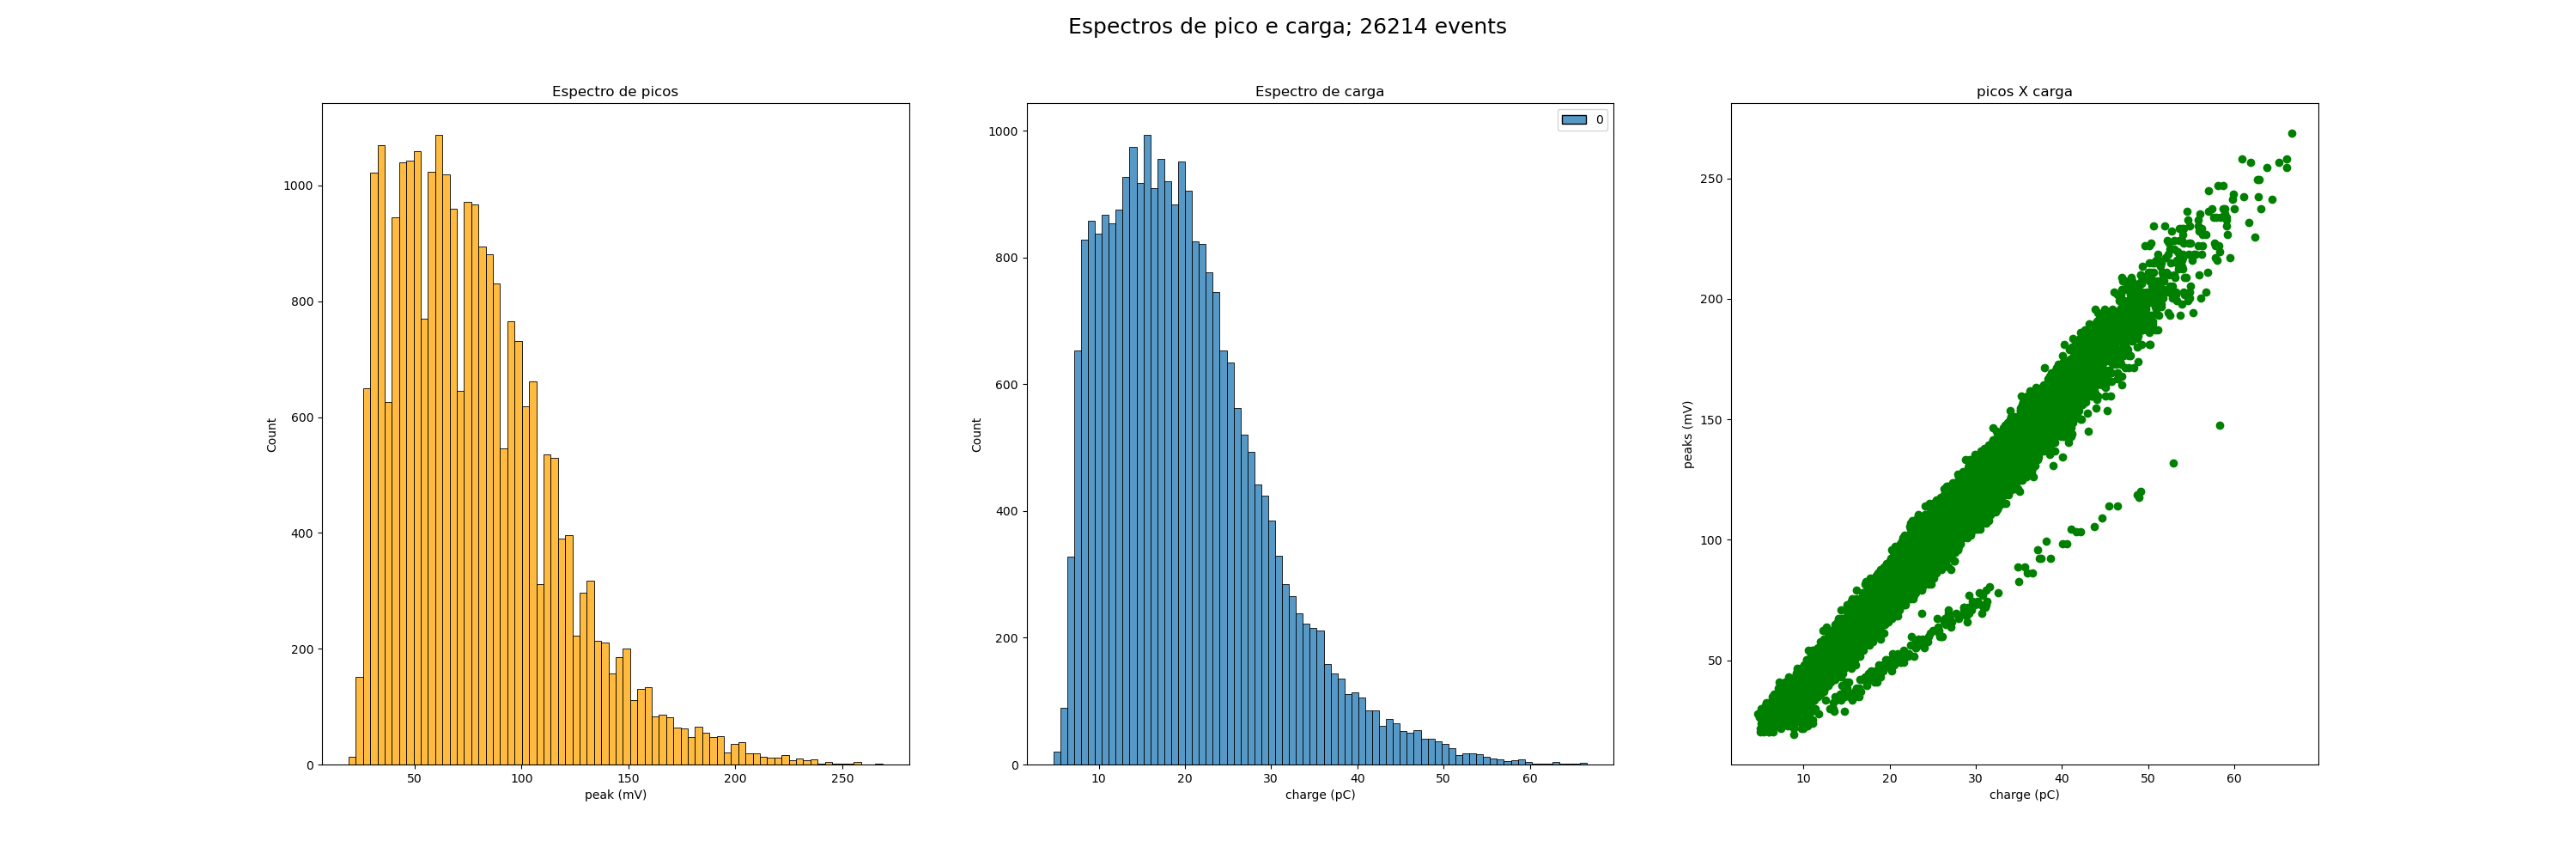 Espectros de pico e carga; 26214 events
Espectro de picos
1000
800
600
400
200
0
Count
50 100 150 200 250
peak (mV)
Espectro de carga
0
1000
800
600
400
200
0
Count
10 20 30 40 50 60
charge (pC)
picos X carga
250
200
150
100
50
peaks (mV)
10 20 30 40 50 60
charge (pC)